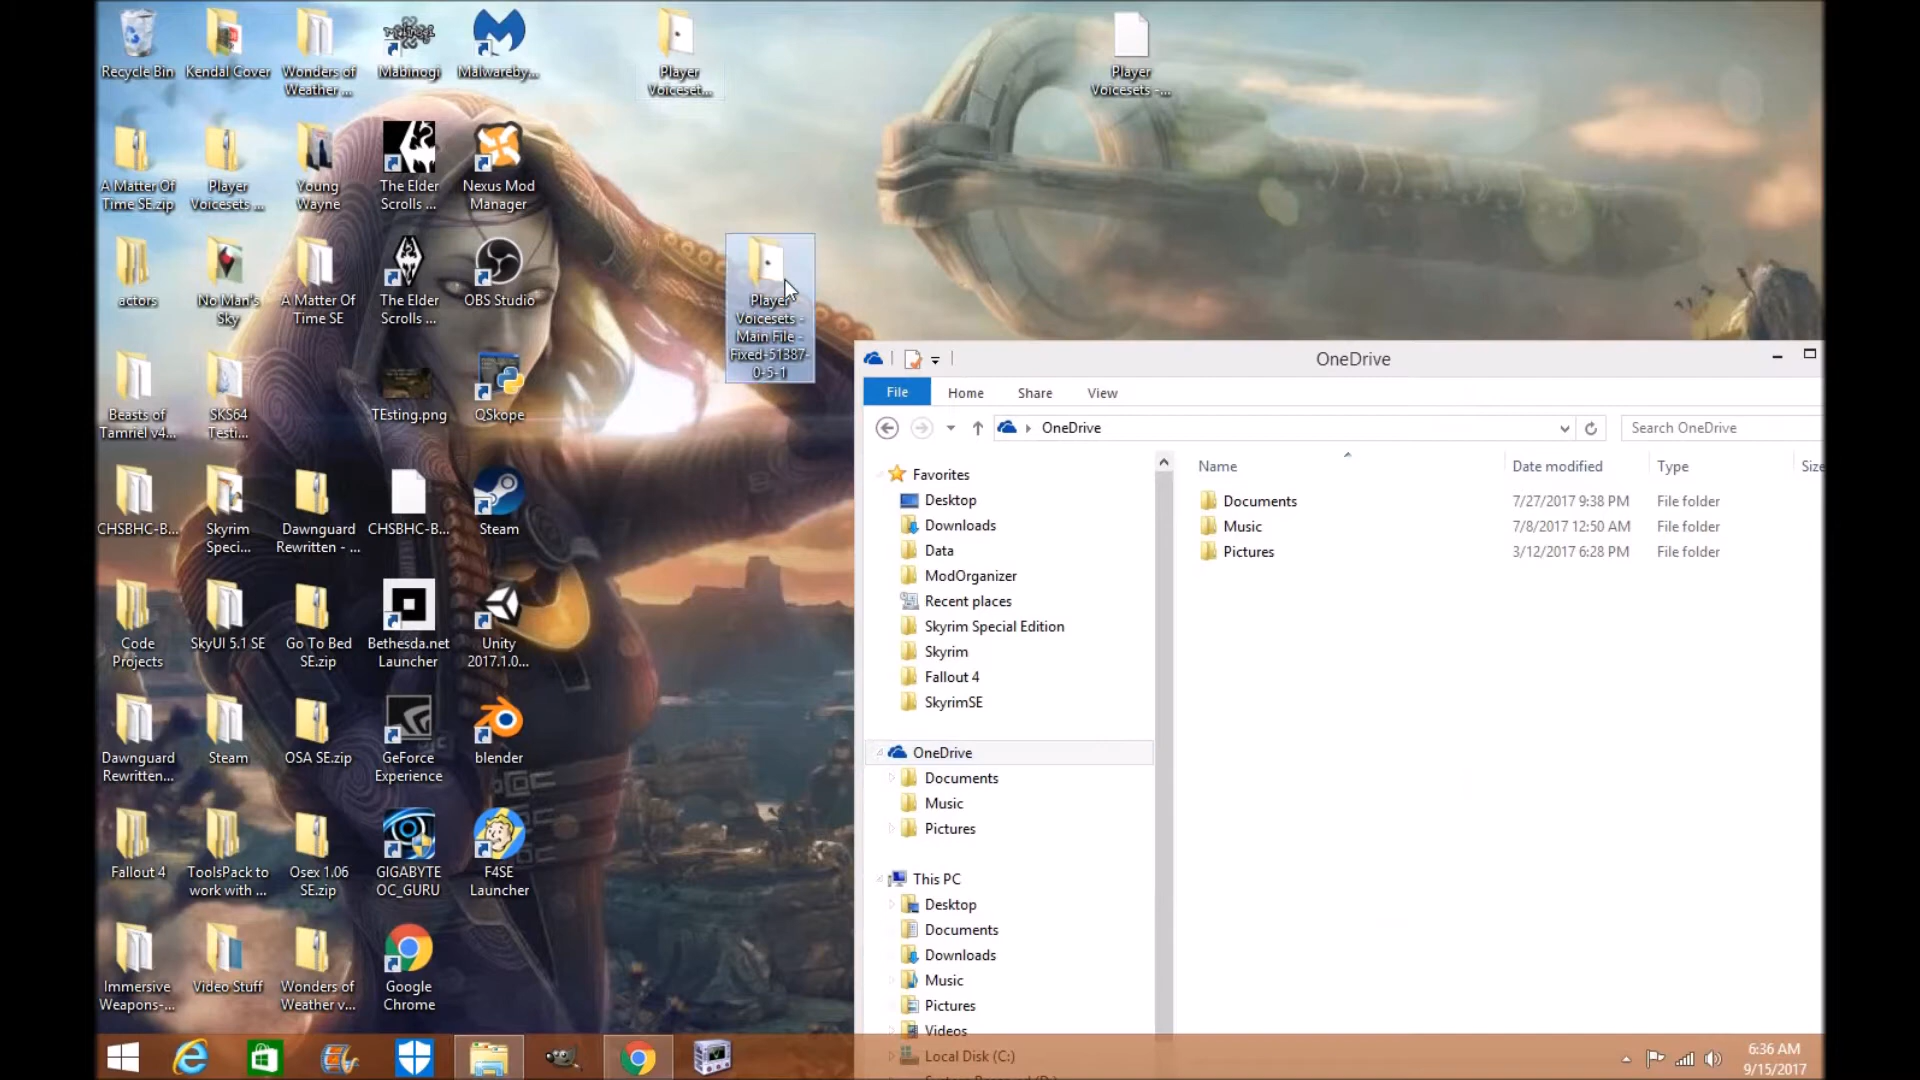 Recycle Bin
Kendal Cover
Wonders of
Weather ...
Mabinogi
Malwareby...
Player
Voiceset...
Player
Voicesets -...
A Matter Of
Time SE.zip
Player
Voicesets ...
Young
Wayne
The Elder
Scrolls ...
Nexus Mod
Manager
actors
No Man's
Sky
A Matter Of
Time SE
The Elder
Scrolls ...
OBS Studio
Player
Voicesets -
Main File -
Fixed-51387-
0-5-1
Beasts of
Tamriel v4...
SKS64
Testi...
TEsting.png
QSkope
CHSBHC-B...
Skyrim
Speci...
Dawnguard
Rewritten - ...
CHSBHC-B...
Steam
Code
Projects
SkyUI 5.1 SE
Go To Bed
SE.zip
Bethesda.net
Launcher
Unity
2017.1.0...
Dawnguard
Rewritten...
Steam
OSA SE.zip
GeForce
Experience
blender
Fallout 4
ToolsPack to
work with ...
Osex 1.06
SE.zip
GIGABYTE
OC_GURU
F4SE
Launcher
Immersive
Weapons-...
Video Stuff
Wonders of
Weather v...
Google
Chrome
OneDrive
File Home Share View
OneDrive
Search OneDrive
Name Date modified Type Size
Documents 7/27/2017 9:38 PM File folder
Music 7/8/2017 12:50 AM File folder
Pictures 3/12/2017 6:28 PM File folder
Favorites
Desktop
Downloads
Data
ModOrganizer
Recent places
Skyrim Special Edition
Skyrim
Fallout 4
SkyrimSE
OneDrive
Documents
Music
Pictures
This PC
Desktop
Documents
Downloads
Music
Pictures
Videos
Local Disk (C:)
6:36 AM
9/15/2017